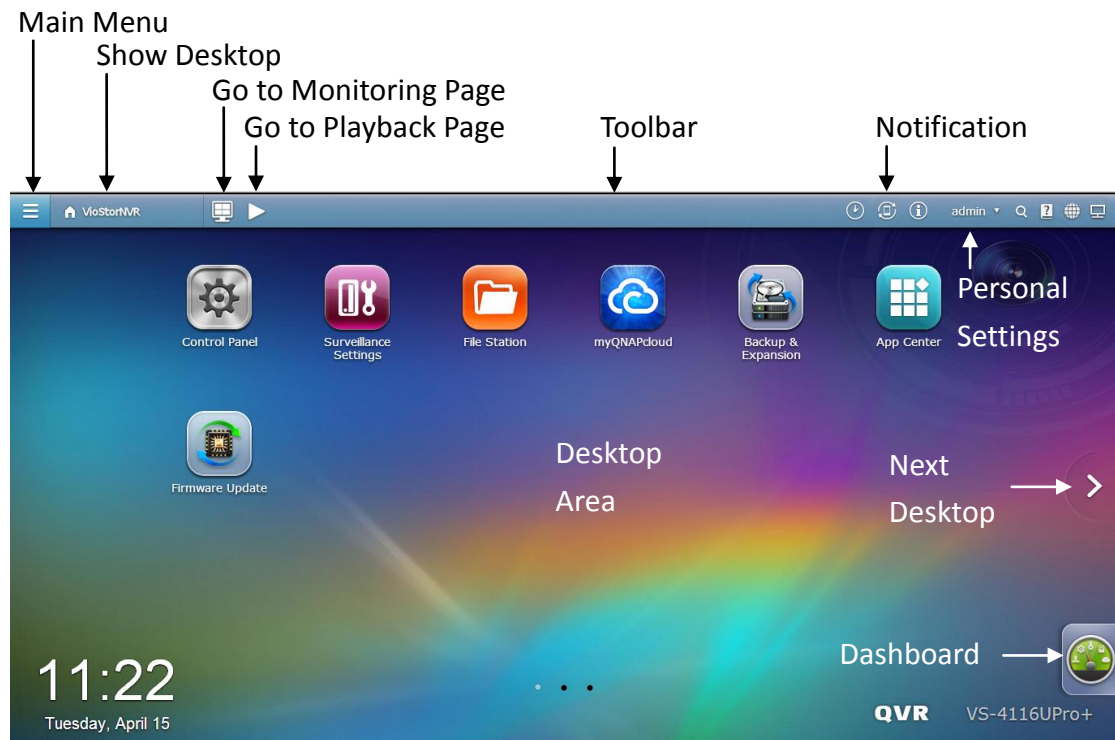 Main Menu
Show Desktop
Go to Monitoring Page
Go to Playback Page
Toolbar
Notification
VioStorNVR
admin
Personal
Settings
Control Panel
Surveillance
Settings
File Station
myQNAPcloud
Backup &
Expansion
App Center
Firmware Update
Desktop
Area
Next
Desktop
Dashboard
11:22
Tuesday, April 15
QVR
VS-4116UPro+